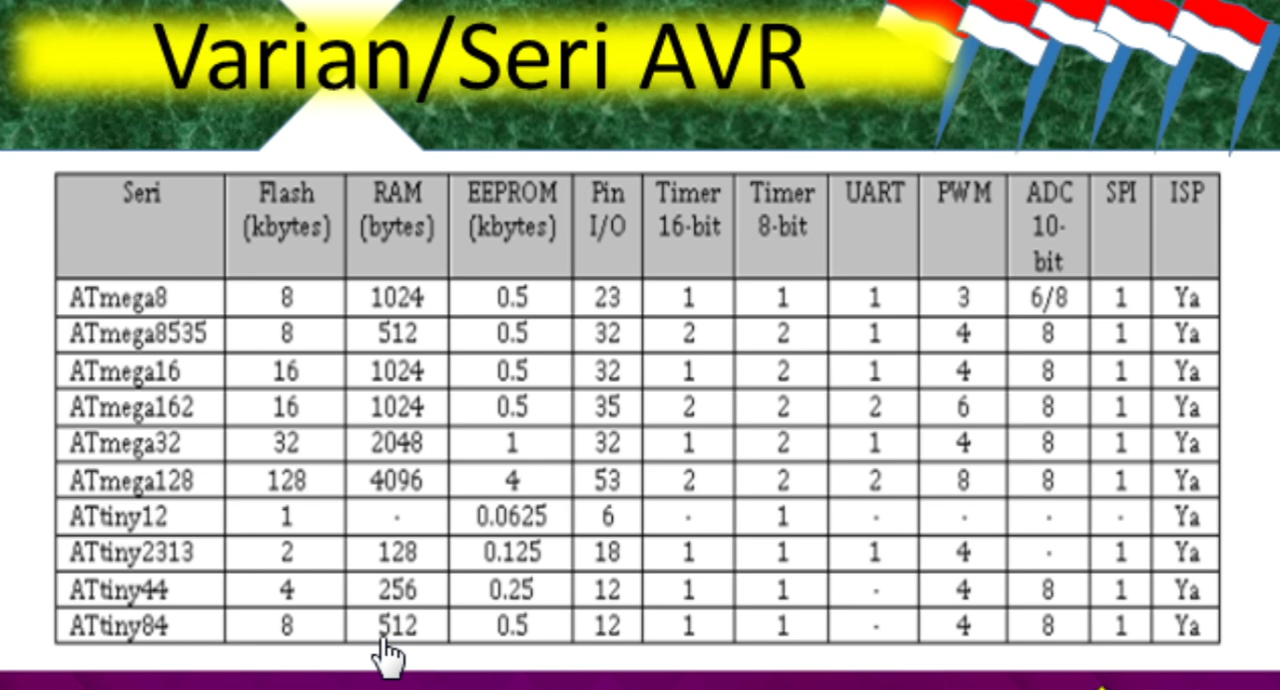 Varian/Seri AVR
Seri Flash (kbytes) RAM (bytes) EEPROM (kbytes) Pin I/O Timer 16-bit Timer 8-bit UART PWM ADC 10-bit SPI ISP
ATmega8 8 1024 0.5 23 1 1 1 3 6/8 1 Ya
ATmega8535 8 512 0.5 32 2 2 1 4 8 1 Ya
ATmega16 16 1024 0.5 32 1 2 1 4 8 1 Ya
ATmega162 16 1024 0.5 35 2 2 2 6 8 1 Ya
ATmega32 32 2048 1 32 1 2 1 4 8 1 Ya
ATmega128 128 4096 4 53 2 2 2 8 8 1 Ya
ATtiny12 1 - 0.0625 6 - 1 - - - - Ya
ATtiny2313 2 128 0.125 18 1 1 1 4 - 1 Ya
ATtiny44 4 256 0.25 12 1 1 - 4 8 1 Ya
ATtiny84 8 512 0.5 12 1 1 - 4 8 1 Ya